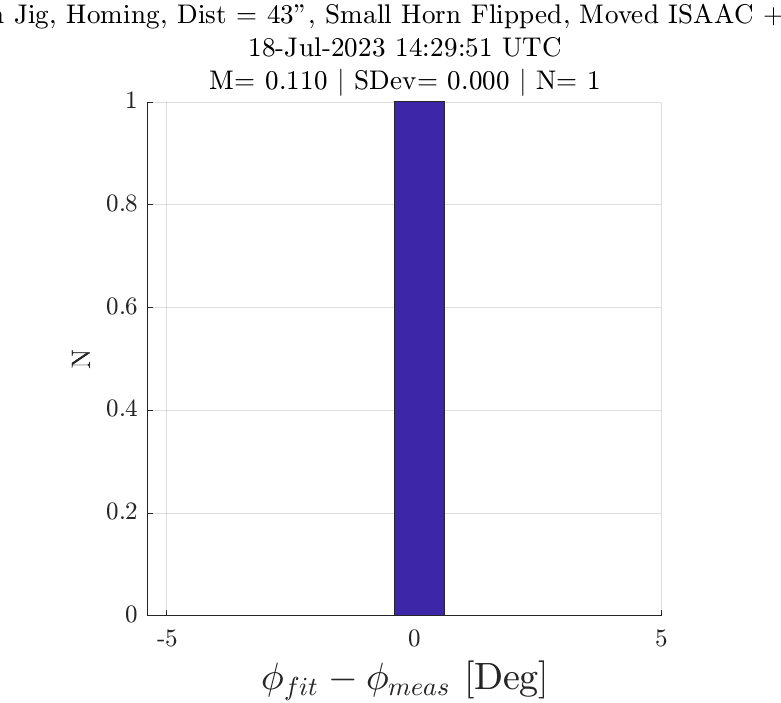 Jig, Homing, Dist = 43”, Small Horn Flipped, Moved ISAAC +
18-Jul-2023 14:29:51 UTC
M= 0.110 | SDev= 0.000 | N= 1
1
0.8
0.6
0.4
0.2
0
N
-5 0 5
ϕ_fit − ϕ_meas [Deg]